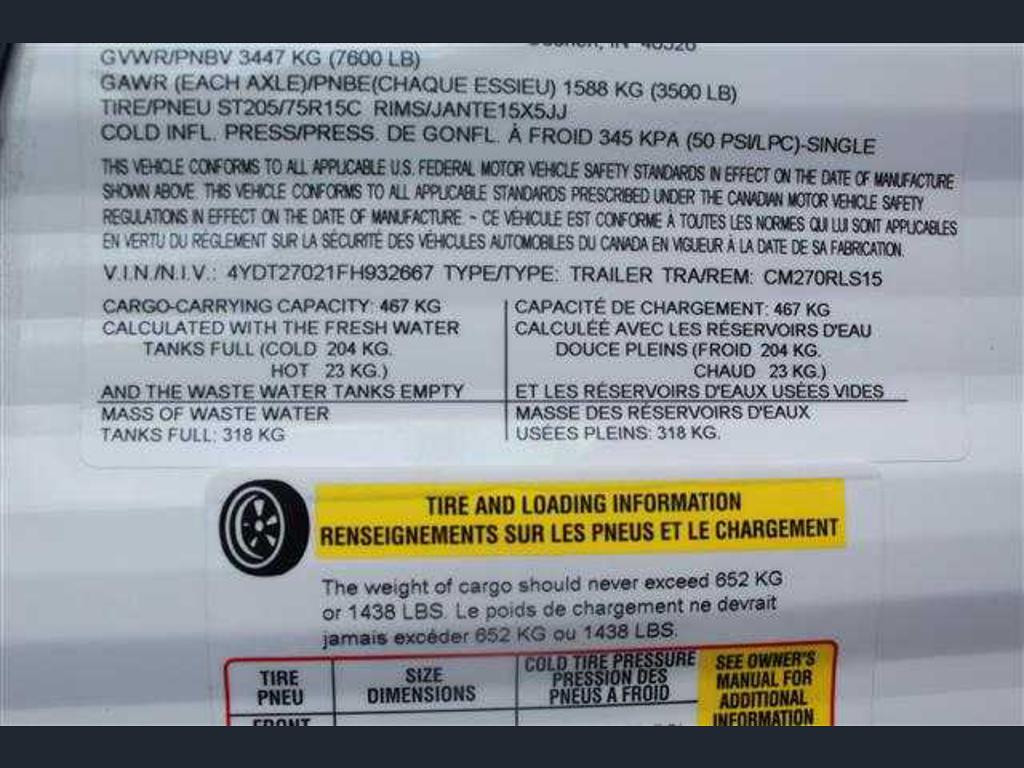 GVWR/PNBV 3447 KG (7600 LB)
GAWR (EACH AXLE)/PNBE(CHAQUE ESSIEU) 1588 KG (3500 LB)
TIRE/PNEU ST205/75R15C RIMS/JANTE15X5JJ
COLD INFL. PRESS/PRESS. DE GONFL. À FROID 345 KPA (50 PSI/LPC)-SINGLE
THIS VEHICLE CONFORMS TO ALL APPLICABLE U.S. FEDERAL MOTOR VEHICLE SAFETY STANDARDS IN EFFECT ON THE DATE OF MANUFACTURE
SHOWN ABOVE. THIS VEHICLE CONFORMS TO ALL APPLICABLE STANDARDS PRESCRIBED UNDER THE CANADIAN MOTOR VEHICLE SAFETY
REGULATIONS IN EFFECT ON THE DATE OF MANUFACTURE. ~ CE VÉHICULE EST CONFORME À TOUTES LES NORMES QUI LUI SONT APPLICABLES
EN VERTU DU RÈGLEMENT SUR LA SÉCURITÉ DES VÉHICULES AUTOMOBILES DU CANADA EN VIGUEUR À LA DATE DE SA FABRICATION.
V.I.N./N.I.V.: 4YDT27021FH932667 TYPE/TYPE: TRAILER TRA/REM: CM270RLS15
CARGO-CARRYING CAPACITY: 467 KG
CALCULATED WITH THE FRESH WATER
TANKS FULL (COLD 204 KG.
HOT 23 KG.)
AND THE WASTE WATER TANKS EMPTY
MASS OF WASTE WATER
TANKS FULL: 318 KG
CAPACITÉ DE CHARGEMENT: 467 KG
CALCULÉE AVEC LES RÉSERVOIRS D'EAU
DOUCE PLEINS (FROID 204 KG.
CHAUD 23 KG.)
ET LES RÉSERVOIRS D'EAUX USÉES VIDES
MASSE DES RÉSERVOIRS D'EAUX
USÉES PLEINS: 318 KG.
TIRE AND LOADING INFORMATION
RENSEIGNEMENTS SUR LES PNEUS ET LE CHARGEMENT
The weight of cargo should never exceed 652 KG
or 1438 LBS. Le poids de chargement ne devrait
jamais excéder 652 KG ou 1438 LBS.
TIRE
PNEU
SIZE
DIMENSIONS
COLD TIRE PRESSURE
PRESSION DES
PNEUS A FROID
SEE OWNER'S
MANUAL FOR
ADDITIONAL
INFORMATION
FRONT